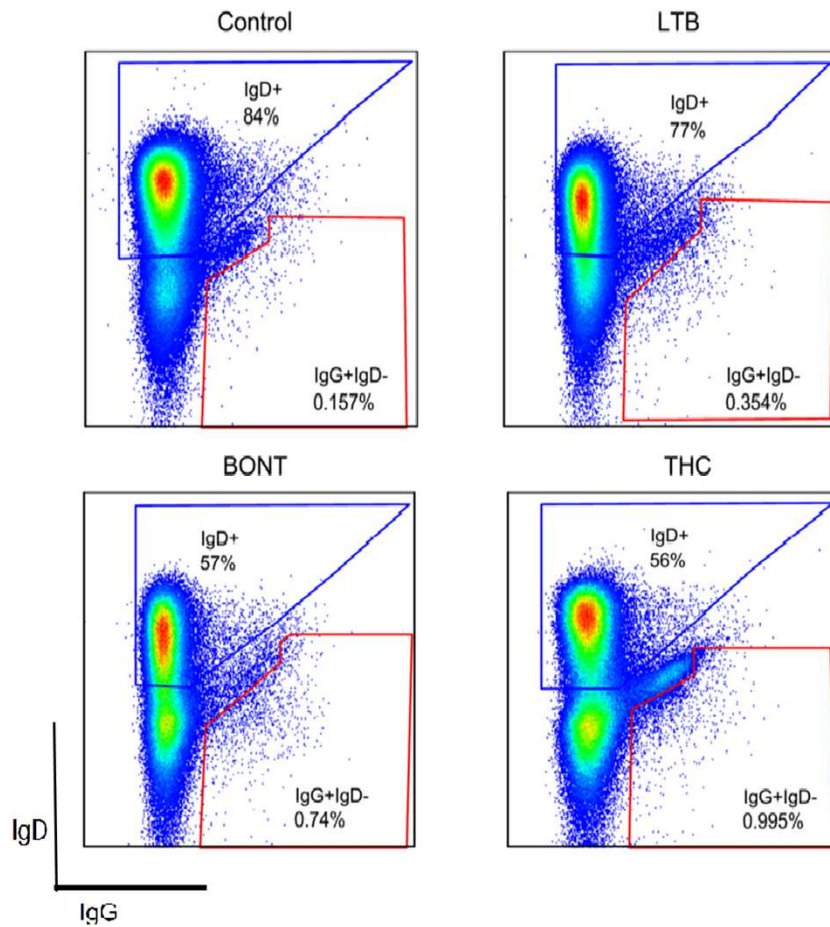 Control
IgD+
84%
IgG+IgD-
0.157%
LTB
IgD+
77%
IgG+IgD-
0.354%
BONT
IgD+
57%
IgG+IgD-
0.74%
THC
IgD+
56%
IgG+IgD-
0.995%
IgD
IgG